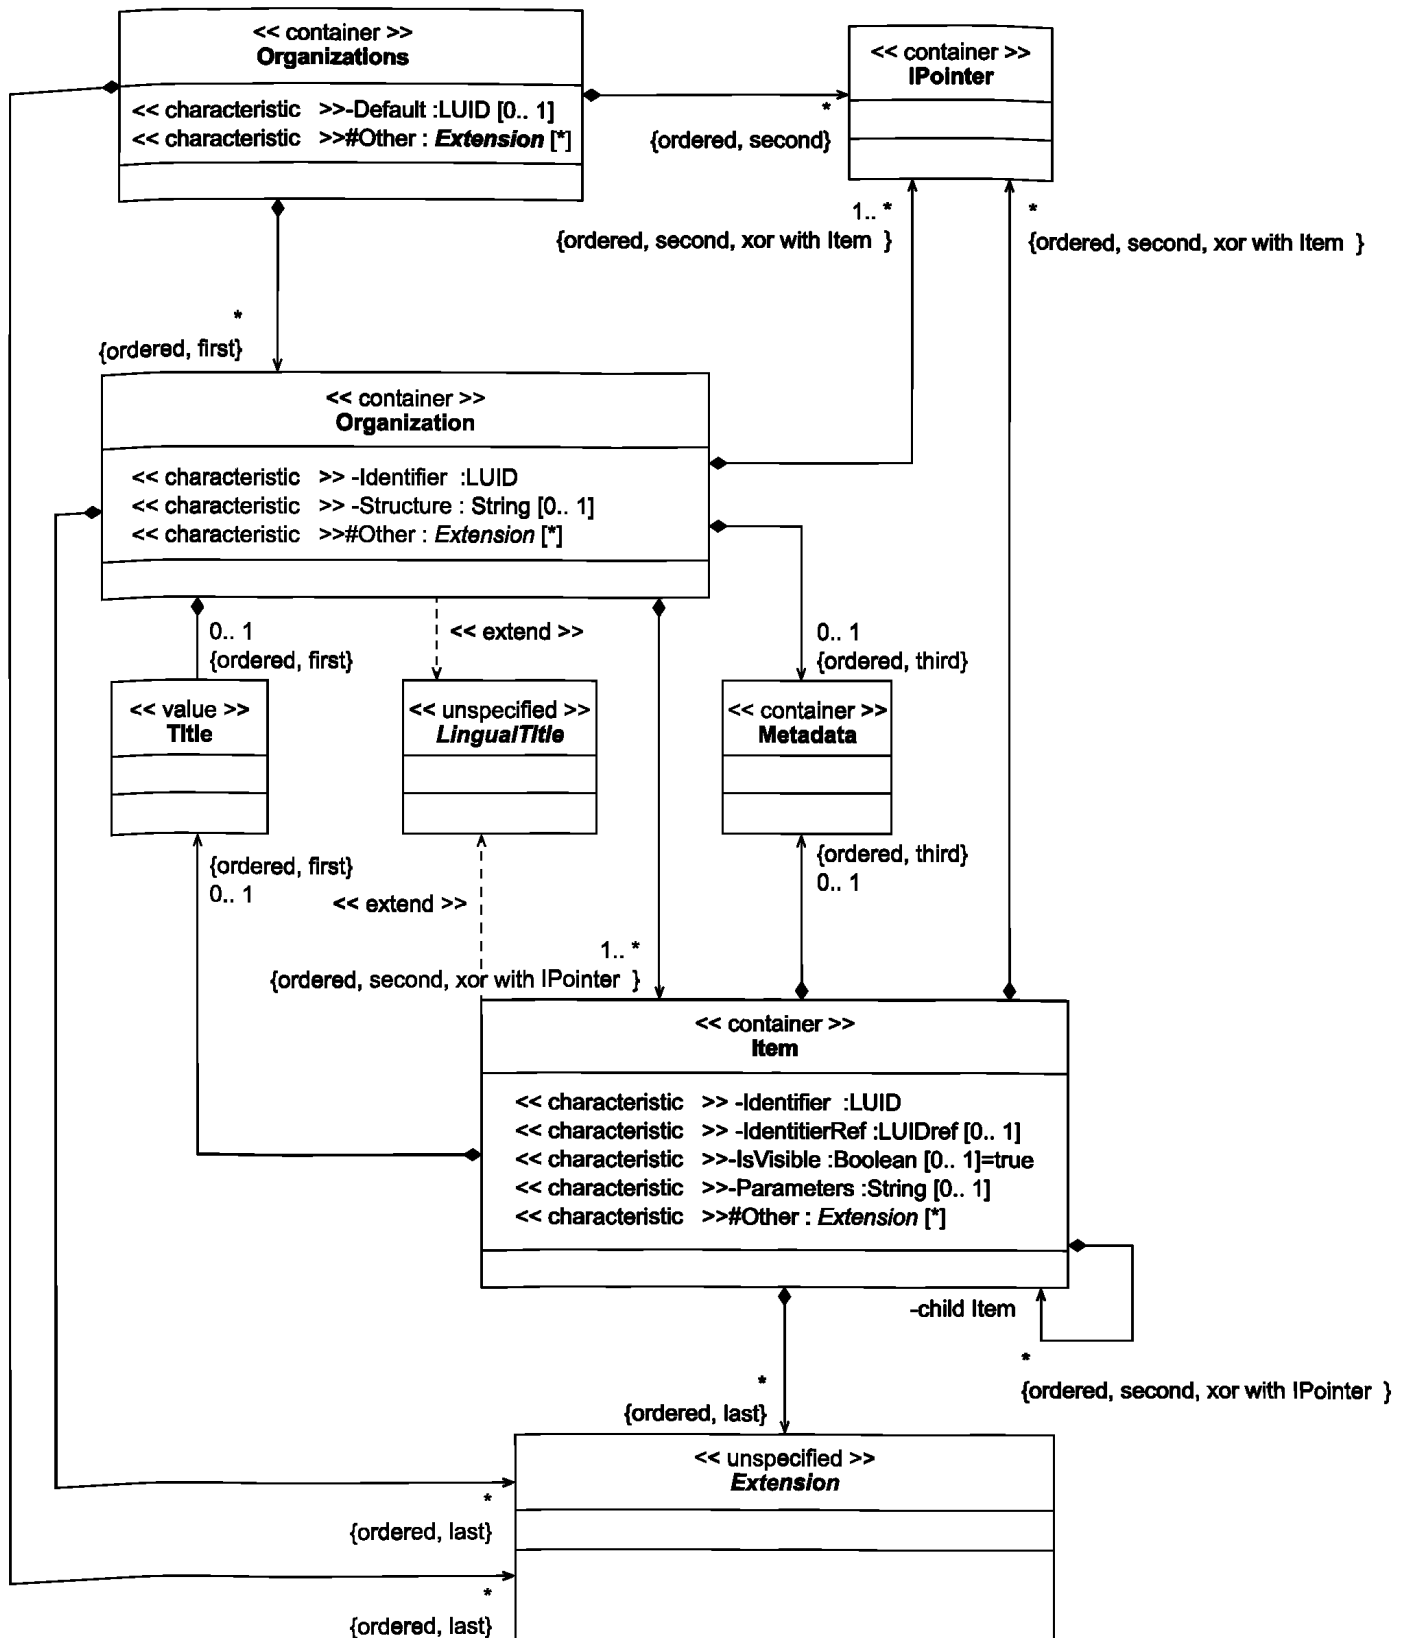 << container >>
Organizations
<< characteristic >>-Default :LUID [0.. 1]
<< characteristic >>#Other : Extension [*]
<< container >>
IPointer
*
{ordered, second}
1.. *
{ordered, second, xor with Item }
*
{ordered, second, xor with Item }
*
{ordered, first}
<< container >>
Organization
<< characteristic >> -Identifier :LUID
<< characteristic >> -Structure : String [0.. 1]
<< characteristic >>#Other : Extension [*]
0.. 1
{ordered, first}
<< extend >>
0.. 1
{ordered, third}
<< value >>
Title
<< unspecified >>
LingualTitle
<< container >>
Metadata
{ordered, first}
0.. 1
<< extend >>
{ordered, third}
0.. 1
1.. *
{ordered, second, xor with IPointer }
<< container >>
Item
<< characteristic >> -Identifier :LUID
<< characteristic >> -IdentitierRef :LUIDref [0.. 1]
<< characteristic >>-IsVisible :Boolean [0.. 1]=true
<< characteristic >>-Parameters :String [0.. 1]
<< characteristic >>#Other : Extension [*]
-child Item
*
{ordered, second, xor with IPointer }
*
{ordered, last}
<< unspecified >>
Extension
*
{ordered, last}
*
{ordered, last}